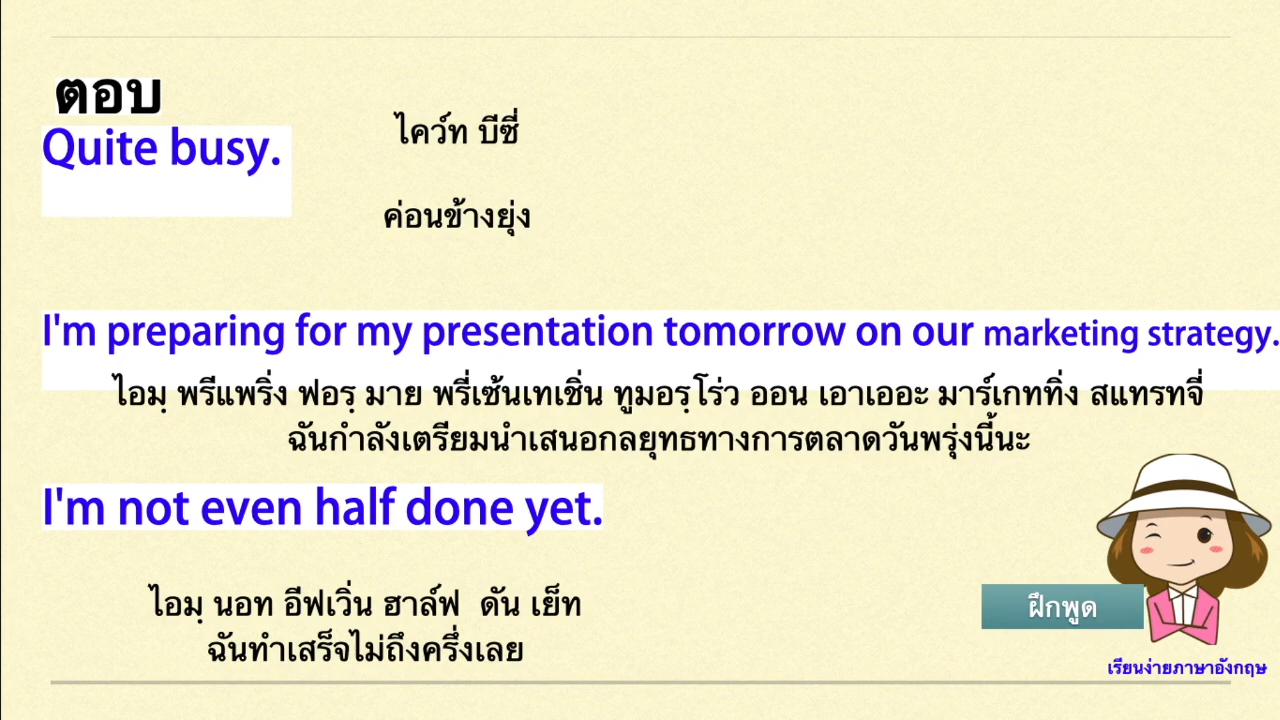 ตอบ
Quite busy.
ไคว์ท บีซี่
ค่อนข้างยุ่ง
I'm preparing for my presentation tomorrow on our marketing strategy.
ไอมฺ พรีแพริ่ง ฟอรฺ มาย พรี่เซ้นเทเชิ่น ทูมอรฺโร่ว ออน เอาเออะ มาร์เกททิ่ง สแทรทจี่
ฉันกำลังเตรียมนำเสนอกลยุทธทางการตลาดวันพรุ่งนี้นะ
I'm not even half done yet.
ไอมฺ นอท อีฟเวิ่น ฮาล์ฟ ดัน เย็ท
ฉันทำเสร็จไม่ถึงครึ่งเลย
ฝึกพูด
เรียนง่ายภาษาอังกฤษ